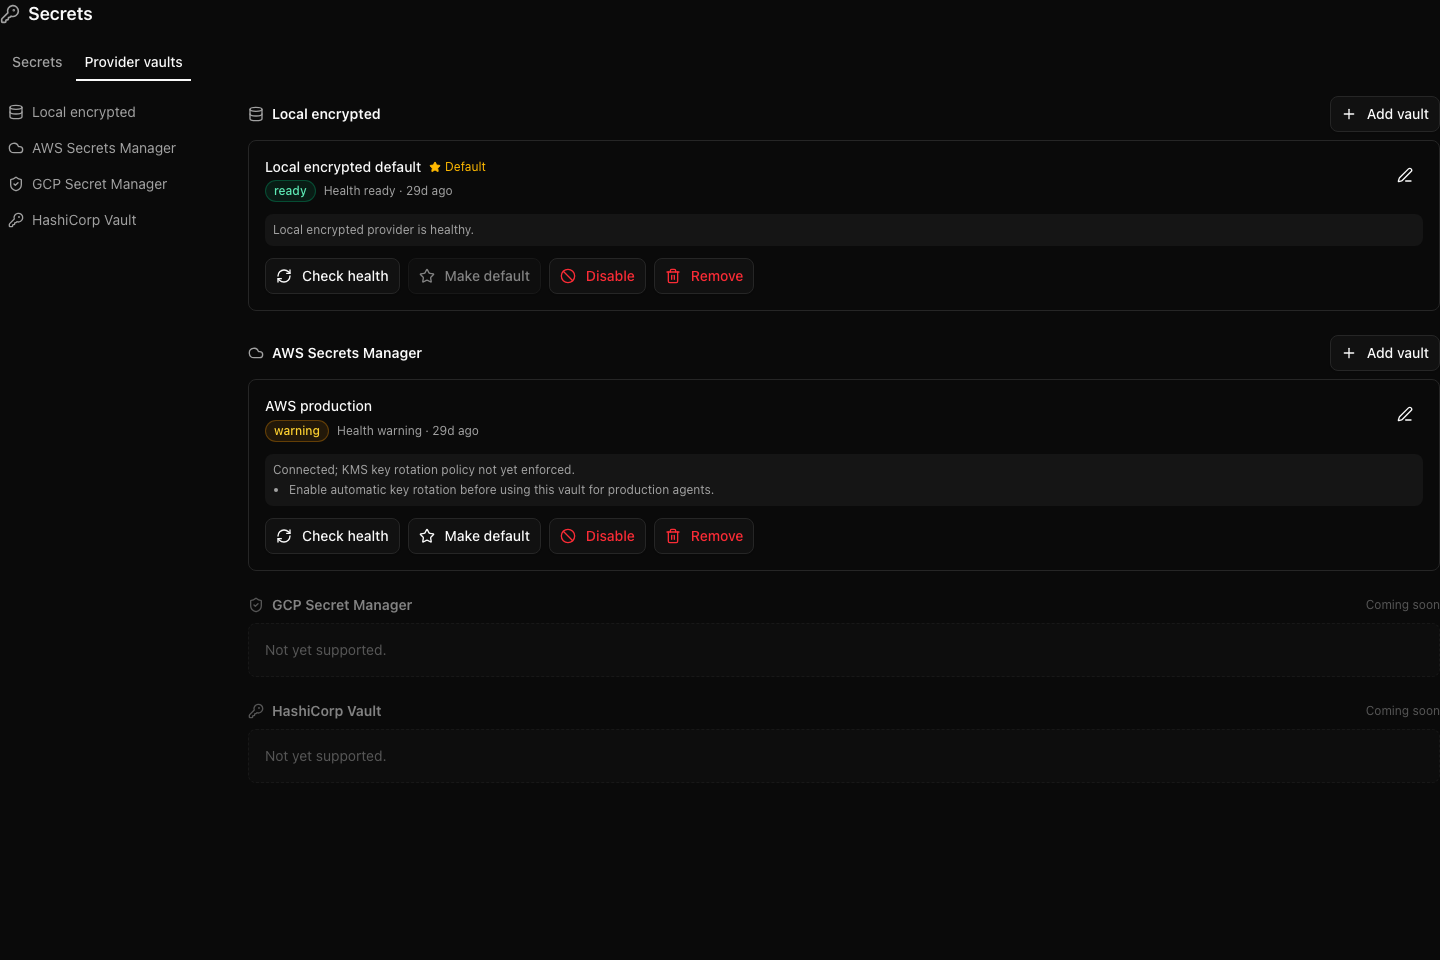 Secrets
Secrets
Provider vaults
Local encrypted
AWS Secrets Manager
GCP Secret Manager
HashiCorp Vault
Local encrypted
Add vault
Local encrypted default
Default
ready
Health ready · 29d ago
Local encrypted provider is healthy.
Check health
Make default
Disable
Remove
AWS Secrets Manager
Add vault
AWS production
warning
Health warning · 29d ago
Connected; KMS key rotation policy not yet enforced.
• Enable automatic key rotation before using this vault for production agents.
Check health
Make default
Disable
Remove
GCP Secret Manager
Coming soon
Not yet supported.
HashiCorp Vault
Coming soon
Not yet supported.